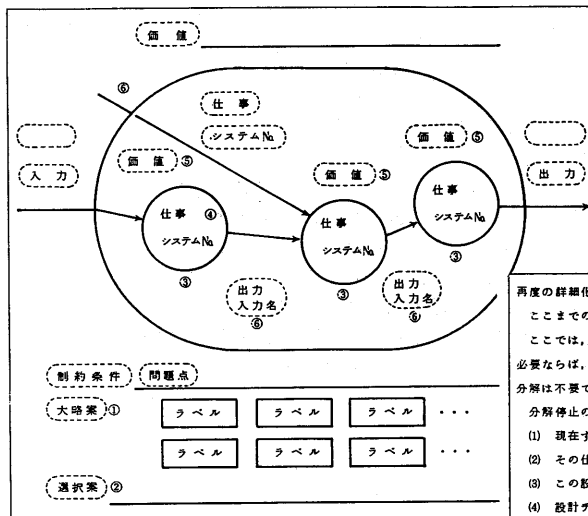 価値
⑥
仕事
システム№
価値 ⑤
入力
価値 ⑤
価値 ⑤
出力
仕事 ④
システム№
③
仕事
システム№
③
仕事
システム№
③
出力
入力名
⑥
出力
入力名
⑥
制約条件 問題点
大略案 ①
ラベル ラベル ラベル ・・・
ラベル ラベル ラベル ・・・
選択案 ②
再度の詳細
ここまでの
ここでは,
必要ならば,
分解は不要で
分解停止の
(1) 現在す
(2) その仕
(3) この設
(4) 設計